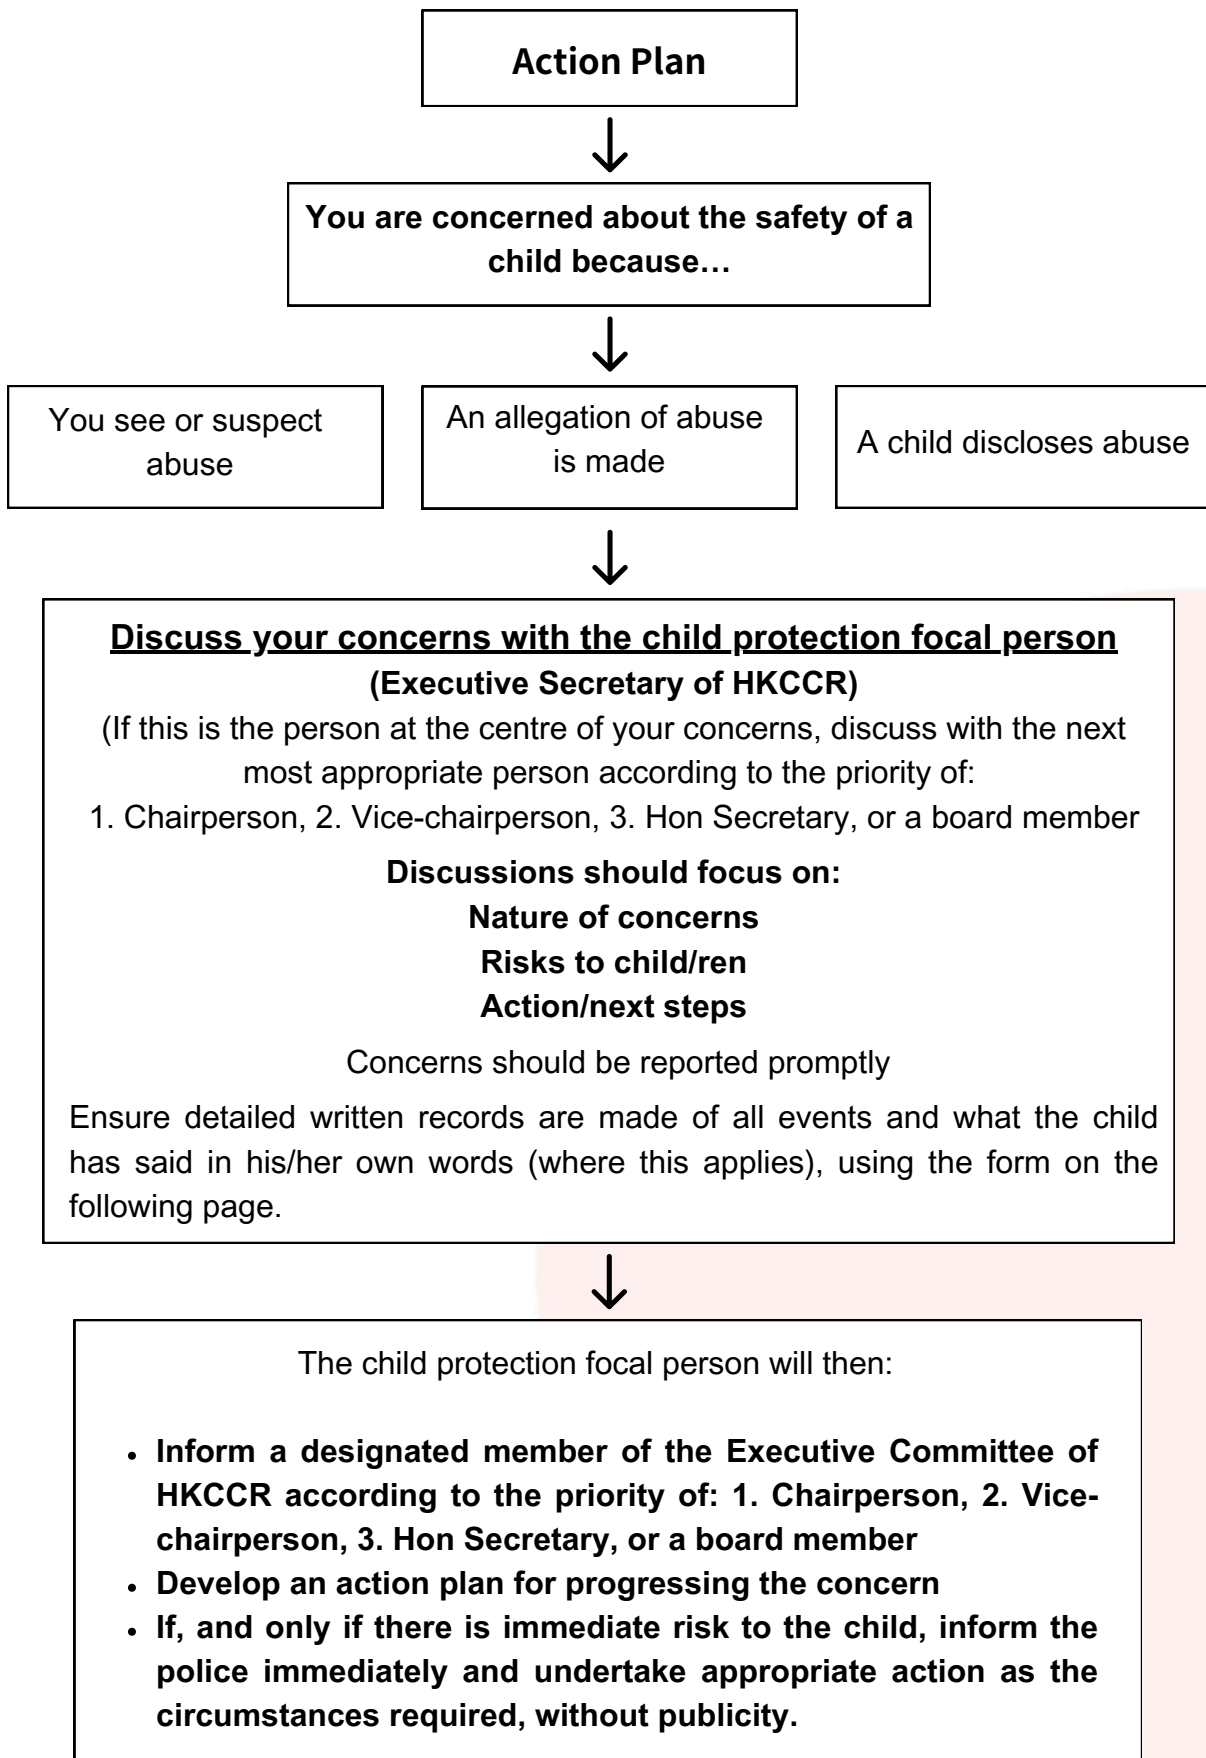 Action Plan
You are concerned about the safety of a
child because…
You see or suspect
abuse
An allegation of abuse
is made
A child discloses abuse
Discuss your concerns with the child protection focal person
(Executive Secretary of HKCCR)
(If this is the person at the centre of your concerns, discuss with the next
most appropriate person according to the priority of:
1. Chairperson, 2. Vice-chairperson, 3. Hon Secretary, or a board member
Discussions should focus on:
Nature of concerns
Risks to child/ren
Action/next steps
Concerns should be reported promptly
Ensure detailed written records are made of all events and what the child
has said in his/her own words (where this applies), using the form on the
following page.
The child protection focal person will then:
• Inform a designated member of the Executive Committee of
HKCCR according to the priority of: 1. Chairperson, 2. Vice-
chairperson, 3. Hon Secretary, or a board member
• Develop an action plan for progressing the concern
• If, and only if there is immediate risk to the child, inform the
police immediately and undertake appropriate action as the
circumstances required, without publicity.